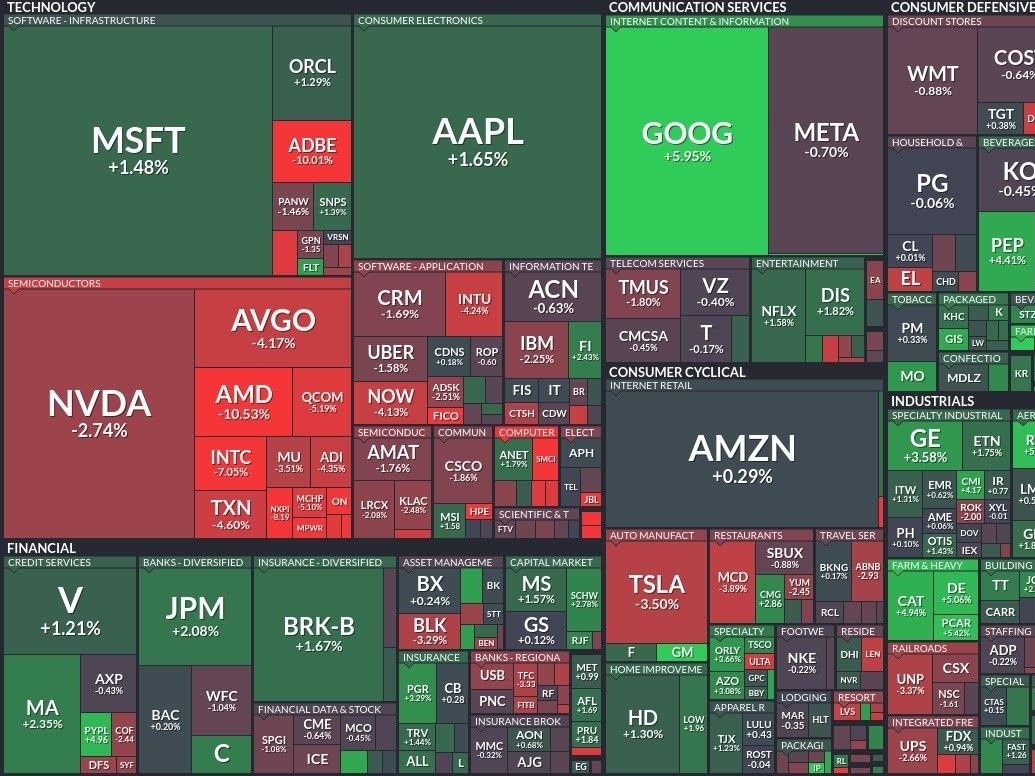 TECHNOLOGY
SOFTWARE - INFRASTRUCTURE
MSFT
+1.48%
ORCL
+1.29%
ADBE
-10.01%
PANW
-1.46%
SNPS
+1.39%
GPN
-1.35
VRSN
FLT
CONSUMER ELECTRONICS
AAPL
+1.65%
SEMICONDUCTORS
NVDA
-2.74%
AVGO
-4.17%
AMD
-10.53%
QCOM
-5.19%
INTC
-7.05%
MU
-3.51%
ADI
-4.35%
TXN
-4.60%
NXPI
-8.19
MCHP
-5.10%
ON
MPWR
SOFTWARE - APPLICATION
CRM
-1.69%
INTU
-4.24%
UBER
-1.58%
CDNS
+0.18%
ROP
-0.60
NOW
-4.13%
ADSK
-2.51%
FICO
INFORMATION TE
ACN
-0.63%
IBM
-2.25%
FI
+2.43%
FIS
IT
BR
CTSH
CDW
SEMICONDUC
AMAT
-1.76%
LRCX
-2.08%
KLAC
-2.48%
COMMUN
CSCO
-1.86%
MSI
+1.58
HPE
COMPUTER
ANET
+1.79%
SMCI
ELECT
APH
TEL
JBL
SCIENTIFIC & T
FTV
COMMUNICATION SERVICES
INTERNET CONTENT & INFORMATION
GOOG
+5.95%
META
-0.70%
TELECOM SERVICES
TMUS
-1.80%
VZ
-0.40%
CMCSA
-0.45%
T
-0.17%
ENTERTAINMENT
NFLX
+1.58%
DIS
+1.82%
EA
CONSUMER CYCLICAL
INTERNET RETAIL
AMZN
+0.29%
AUTO MANUFACT
TSLA
-3.50%
F
GM
RESTAURANTS
MCD
-3.89%
SBUX
-0.88%
CMG
+2.86
YUM
-2.45
TRAVEL SER
BKNG
+0.17%
ABNB
-2.93
RCL
HOME IMPROVEME
HD
+1.30%
LOW
+1.96
SPECIALTY
ORLY
+3.66%
TSCO
ULTA
AZO
+3.08%
GPC
BBY
FOOTWE
NKE
-0.22%
RESIDE
DHI
LEN
NVR
APPAREL R
TJX
+1.23%
LULU
+0.43
ROST
-0.04
LODGING
MAR
-0.35
HLT
RESORT
LVS
PACKAGI
IP
RL
CONSUMER DEFENSIVE
DISCOUNT STORES
WMT
-0.88%
COS
-0.64%
TGT
+0.38%
D
HOUSEHOLD &
PG
-0.06%
CL
+0.01%
EL
CHD
BEVERAGE
KO
-0.45%
PEP
+4.41%
TOBACC
PM
+0.33%
MO
PACKAGED
KHC
K
GIS
LW
BEV
STZ
FAR
CONFECTIO
MDLZ
KR
INDUSTRIALS
SPECIALTY INDUSTRIAL
GE
+3.58%
ETN
+1.75%
ITW
+1.31%
EMR
+0.62%
CMI
+4.17
IR
+0.77
PH
+0.10%
AME
+0.06%
ROK
-2.00
XYL
-0.01
OTIS
+1.43%
DOV
IEX
AER
LM
FARM & HEAVY
CAT
+4.94%
DE
+5.06%
PCAR
+5.42%
BUILDING
TT
CARR
RAILROADS
UNP
-3.37%
CSX
NSC
-1.61
STAFFING
ADP
-0.22%
SPECIAL
CTAS
+0.15
INTEGRATED FRE
UPS
-2.66%
FDX
+0.94%
INDUST
FAST
+1.26
FINANCIAL
CREDIT SERVICES
V
+1.21%
MA
+2.35%
AXP
-0.43%
PYPL
+4.96
COF
-2.44
DFS
SYF
BANKS - DIVERSIFIED
JPM
+2.08%
BAC
+0.20%
WFC
-1.04%
C
INSURANCE - DIVERSIFIED
BRK-B
+1.67%
FINANCIAL DATA & STOCK
SPGI
-1.08%
CME
-0.64%
MCO
-0.45%
ICE
ASSET MANAGEME
BX
+0.24%
BK
BLK
-3.29%
STT
BEN
CAPITAL MARKET
MS
+1.57%
SCHW
+2.78%
GS
+0.12%
RJF
INSURANCE
PGR
+3.29%
CB
+0.28
TRV
+1.44%
ALL
L
BANKS - REGIONA
USB
TFC
-3.33
RF
PNC
FITB
INSURANCE BROK
MMC
-0.32%
AON
+0.68%
AJG
MET
+0.99
AFL
+1.69
PRU
+1.84
EG